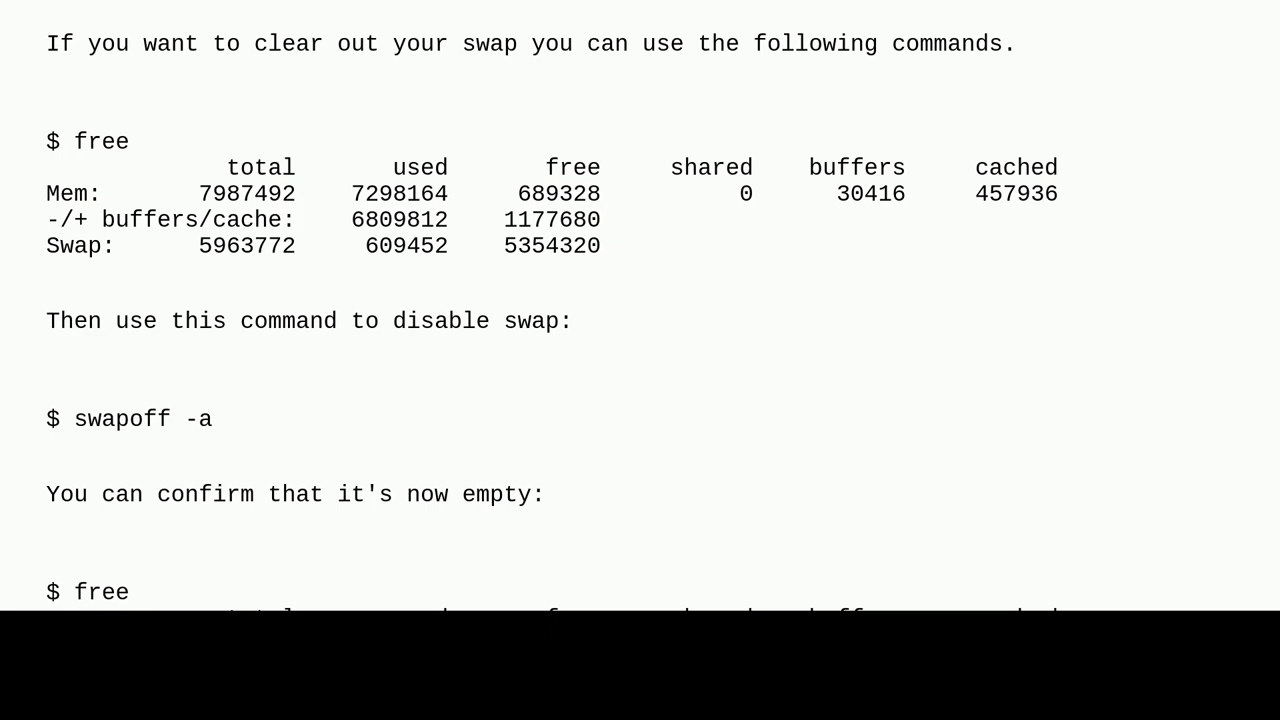 If you want to clear out your swap you can use the following commands.
$ free
total used free shared buffers cached
Mem: 7987492 7298164 689328 0 30416 457936
-/+ buffers/cache: 6809812 1177680
Swap: 5963772 609452 5354320
Then use this command to disable swap:
$ swapoff -a
You can confirm that it's now empty:
$ free